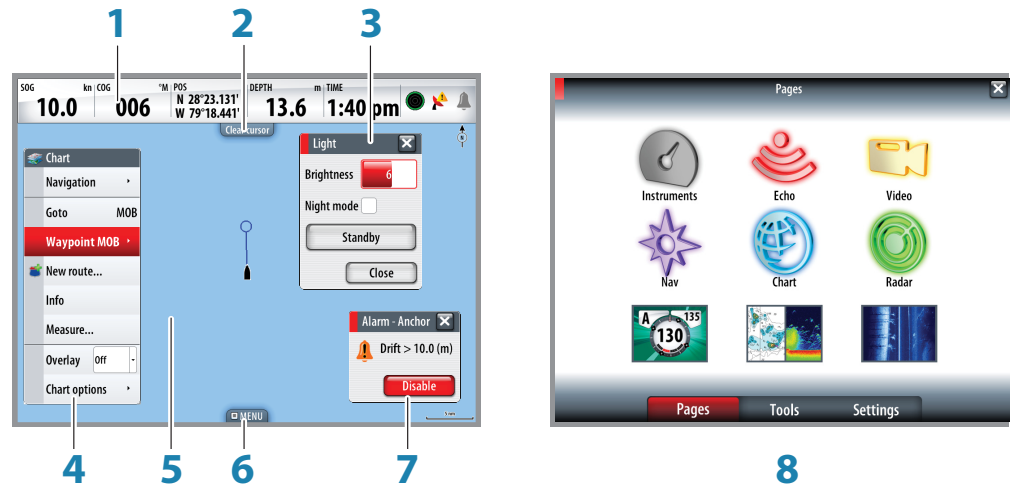 1
2
3
SOG kn COG °M POS DEPTH m TIME
10.0 006 N 28°23.131' 13.6 1:40 pm
W 79°18.441'
Clear cursor
N
Chart
Navigation
Goto MOB
Waypoint MOB
New route...
Info
Measure...
Overlay Off
Chart options
Light
Brightness 6
Night mode
Standby
Close
Alarm - Anchor
Drift > 10.0 (m)
Disable
MENU
5 nm
4
5
6
7
Pages
Instruments
Echo
Video
Nav
Chart
Radar
A 135
130
Pages
Tools
Settings
8